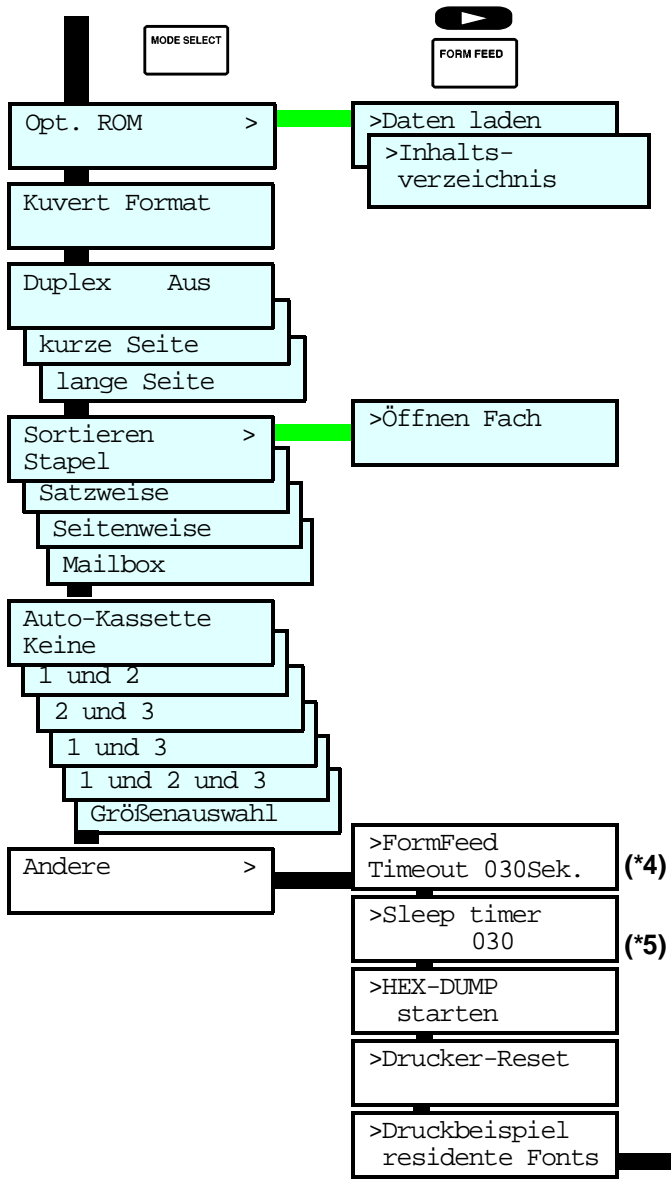 MODE SELECT
FORM FEED
Opt. ROM >
>Daten laden
>Inhalts-
verzeichnis
Kuvert Format
Duplex Aus
kurze Seite
lange Seite
Sortieren >
Stapel
>Öffnen Fach
Satzweise
Seitenweise
Mailbox
Auto-Kassette
Keine
1 und 2
2 und 3
1 und 3
1 und 2 und 3
Größenauswahl
Andere >
>FormFeed
Timeout 030Sek. (*4)
>Sleep timer
030 (*5)
>HEX-DUMP
starten
>Drucker-Reset
>Druckbeispiel
residente Fonts